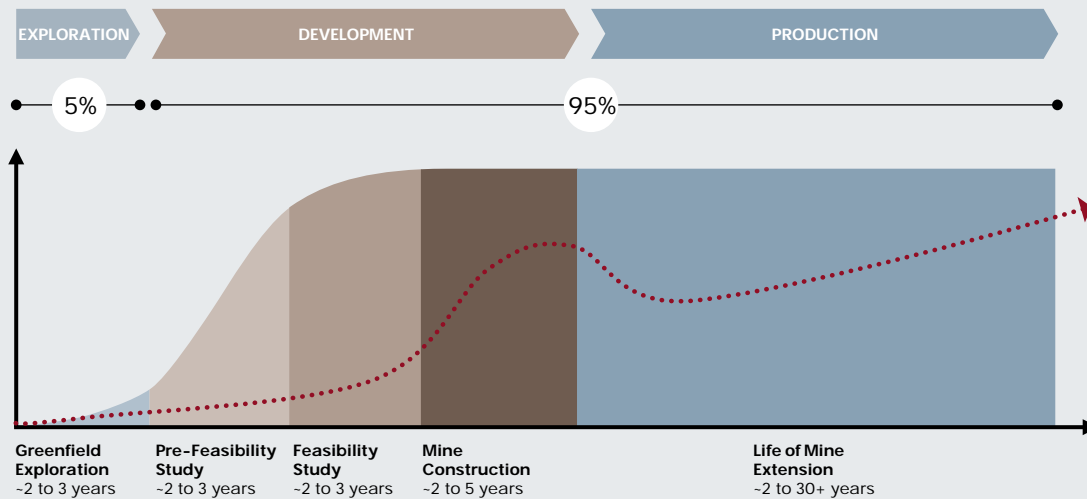 EXPLORATION
DEVELOPMENT
PRODUCTION
5%
95%
Greenfield
Exploration
~2 to 3 years
Pre-Feasibility
Study
~2 to 3 years
Feasibility
Study
~2 to 3 years
Mine
Construction
~2 to 5 years
Life of Mine
Extension
~2 to 30+ years